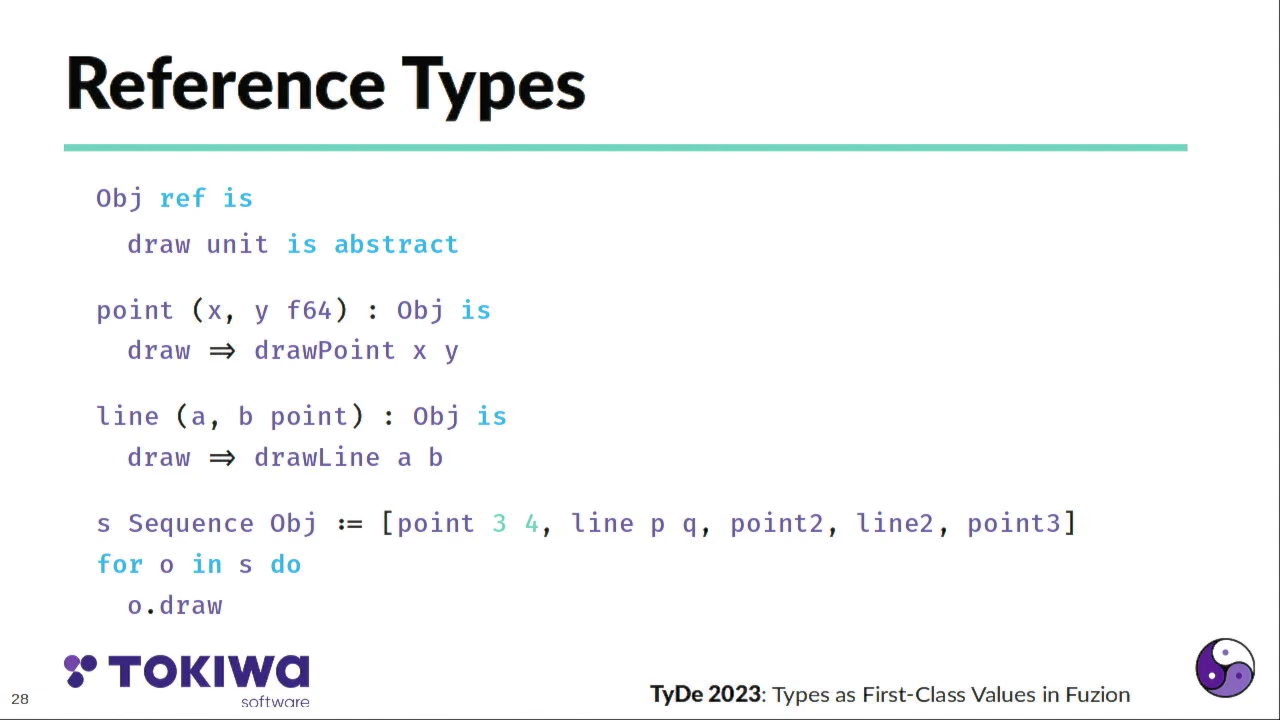 Reference Types
Obj ref is
draw unit is abstract
point (x, y f64) : Obj is
draw ⇒ drawPoint x y
line (a, b point) : Obj is
draw ⇒ drawLine a b
s Sequence Obj := [point 3 4, line p q, point2, line2, point3]
for o in s do
o.draw
TOKIWA
software
28
TyDe 2023: Types as First-Class Values in Fuzion